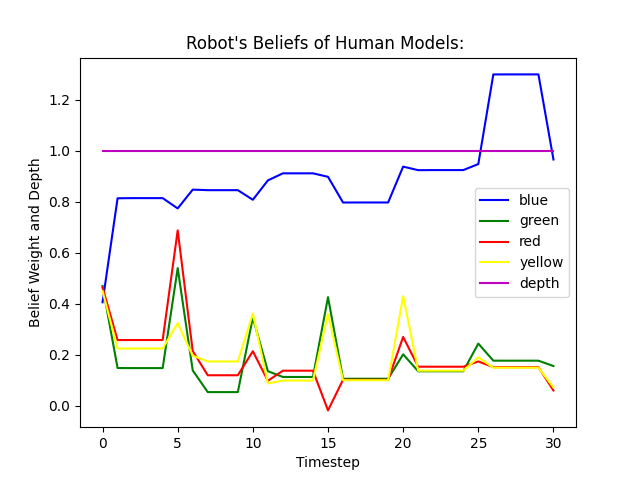 Robot's Beliefs of Human Models:
Belief Weight and Depth
1.2
1.0
0.8
0.6
0.4
0.2
0.0
blue
green
red
yellow
depth
0 5 10 15 20 25 30
Timestep